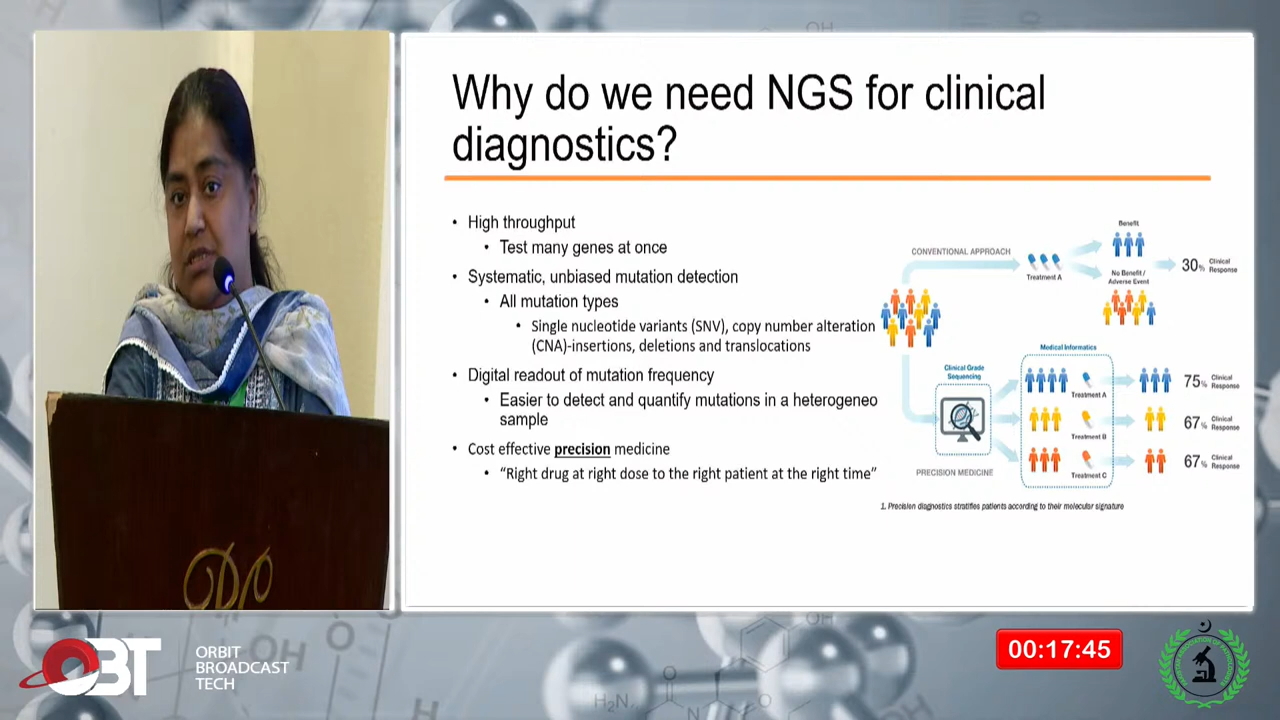 Why do we need NGS for clinical
diagnostics?
• High throughput
• Test many genes at once
• Systematic, unbiased mutation detection
• All mutation types
• Single nucleotide variants (SNV), copy number alteration
(CNA)-insertions, deletions and translocations
• Digital readout of mutation frequency
• Easier to detect and quantify mutations in a heterogeneo
sample
• Cost effective precision medicine
• “Right drug at right dose to the right patient at the right time”
CONVENTIONAL APPROACH
Treatment A
Benefit
No Benefit /
Adverse Event
30% Clinical
Response
Clinical Grade
Sequencing
PRECISION MEDICINE
Medical Informatics
Treatment A
75% Clinical
Response
Treatment B
67% Clinical
Response
Treatment C
67% Clinical
Response
1. Precision diagnostics stratifies patients according to their molecular signature
OBT
ORBIT
BROADCAST
TECH
00:17:45
OH
OH
O
H
H₂N
O
N
O